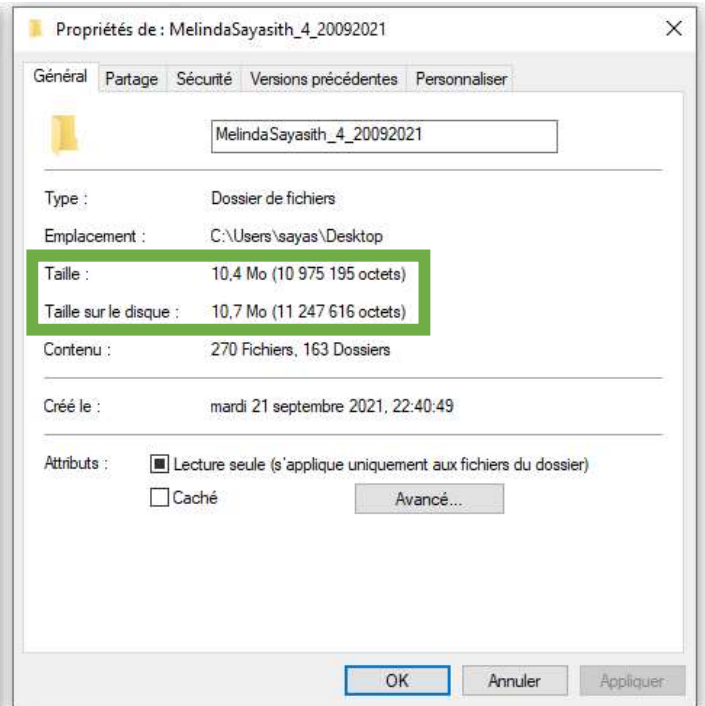 Propriétés de : MelindaSayasith_4_20092021
Général Partage Sécurité Versions précédentes Personnaliser
MelindaSayasith_4_20092021
Type : Dossier de fichiers
Emplacement : C:\Users\sayas\Desktop
Taille : 10,4 Mo (10 975 195 octets)
Taille sur le disque : 10,7 Mo (11 247 616 octets)
Contenu : 270 Fichiers, 163 Dossiers
Créé le : mardi 21 septembre 2021, 22:40:49
Attributs : Lecture seule (s'applique uniquement aux fichiers du dossier)
Caché Avancé...
OK Annuler Appliquer